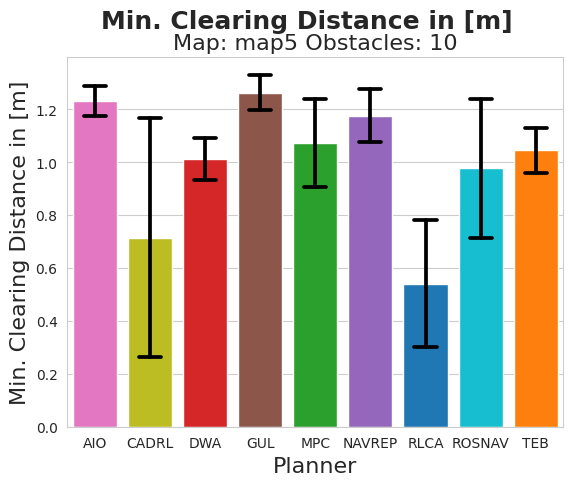 Min. Clearing Distance in [m]
Map: map5 Obstacles: 10
Min. Clearing Distance in [m]
1.2
1.0
0.8
0.6
0.4
0.2
0.0
AIO CADRL DWA GUL MPC NAVREP RLCA ROSNAV TEB
Planner